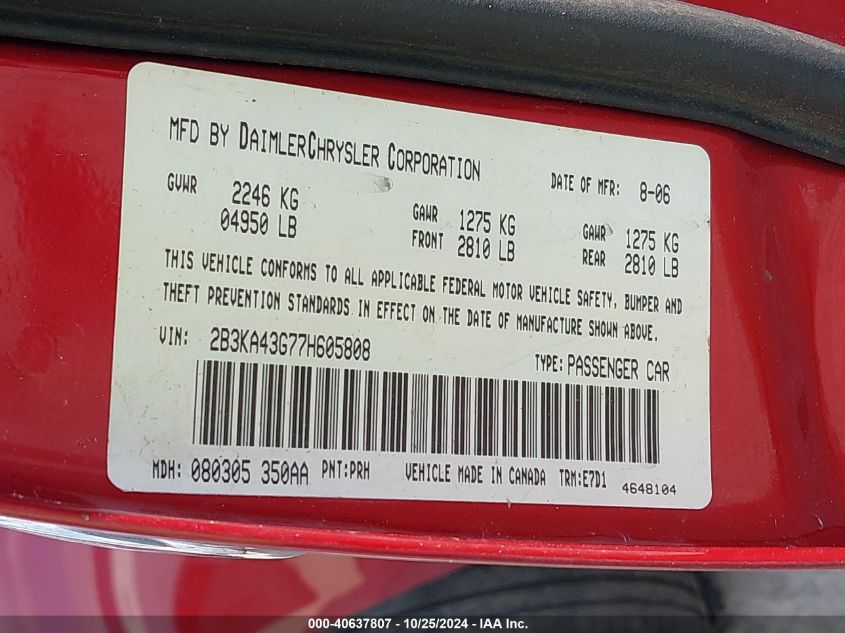 MFD BY DAIMLERCHRYSLER CORPORATION
DATE OF MFR: 8-06
GVWR 2246 KG
04950 LB
GAWR FRONT 1275 KG
2810 LB
GAWR REAR 1275 KG
2810 LB
THIS VEHICLE CONFORMS TO ALL APPLICABLE FEDERAL MOTOR VEHICLE SAFETY, BUMPER AND
THEFT PREVENTION STANDARDS IN EFFECT ON THE DATE OF MANUFACTURE SHOWN ABOVE.
VIN: 2B3KA43G77H605808
TYPE: PASSENGER CAR
MDH: 080305 350AA PNT:PRH VEHICLE MADE IN CANADA TRM:E7D1 4648104
000-40637807 - 10/25/2024 - IAA Inc.